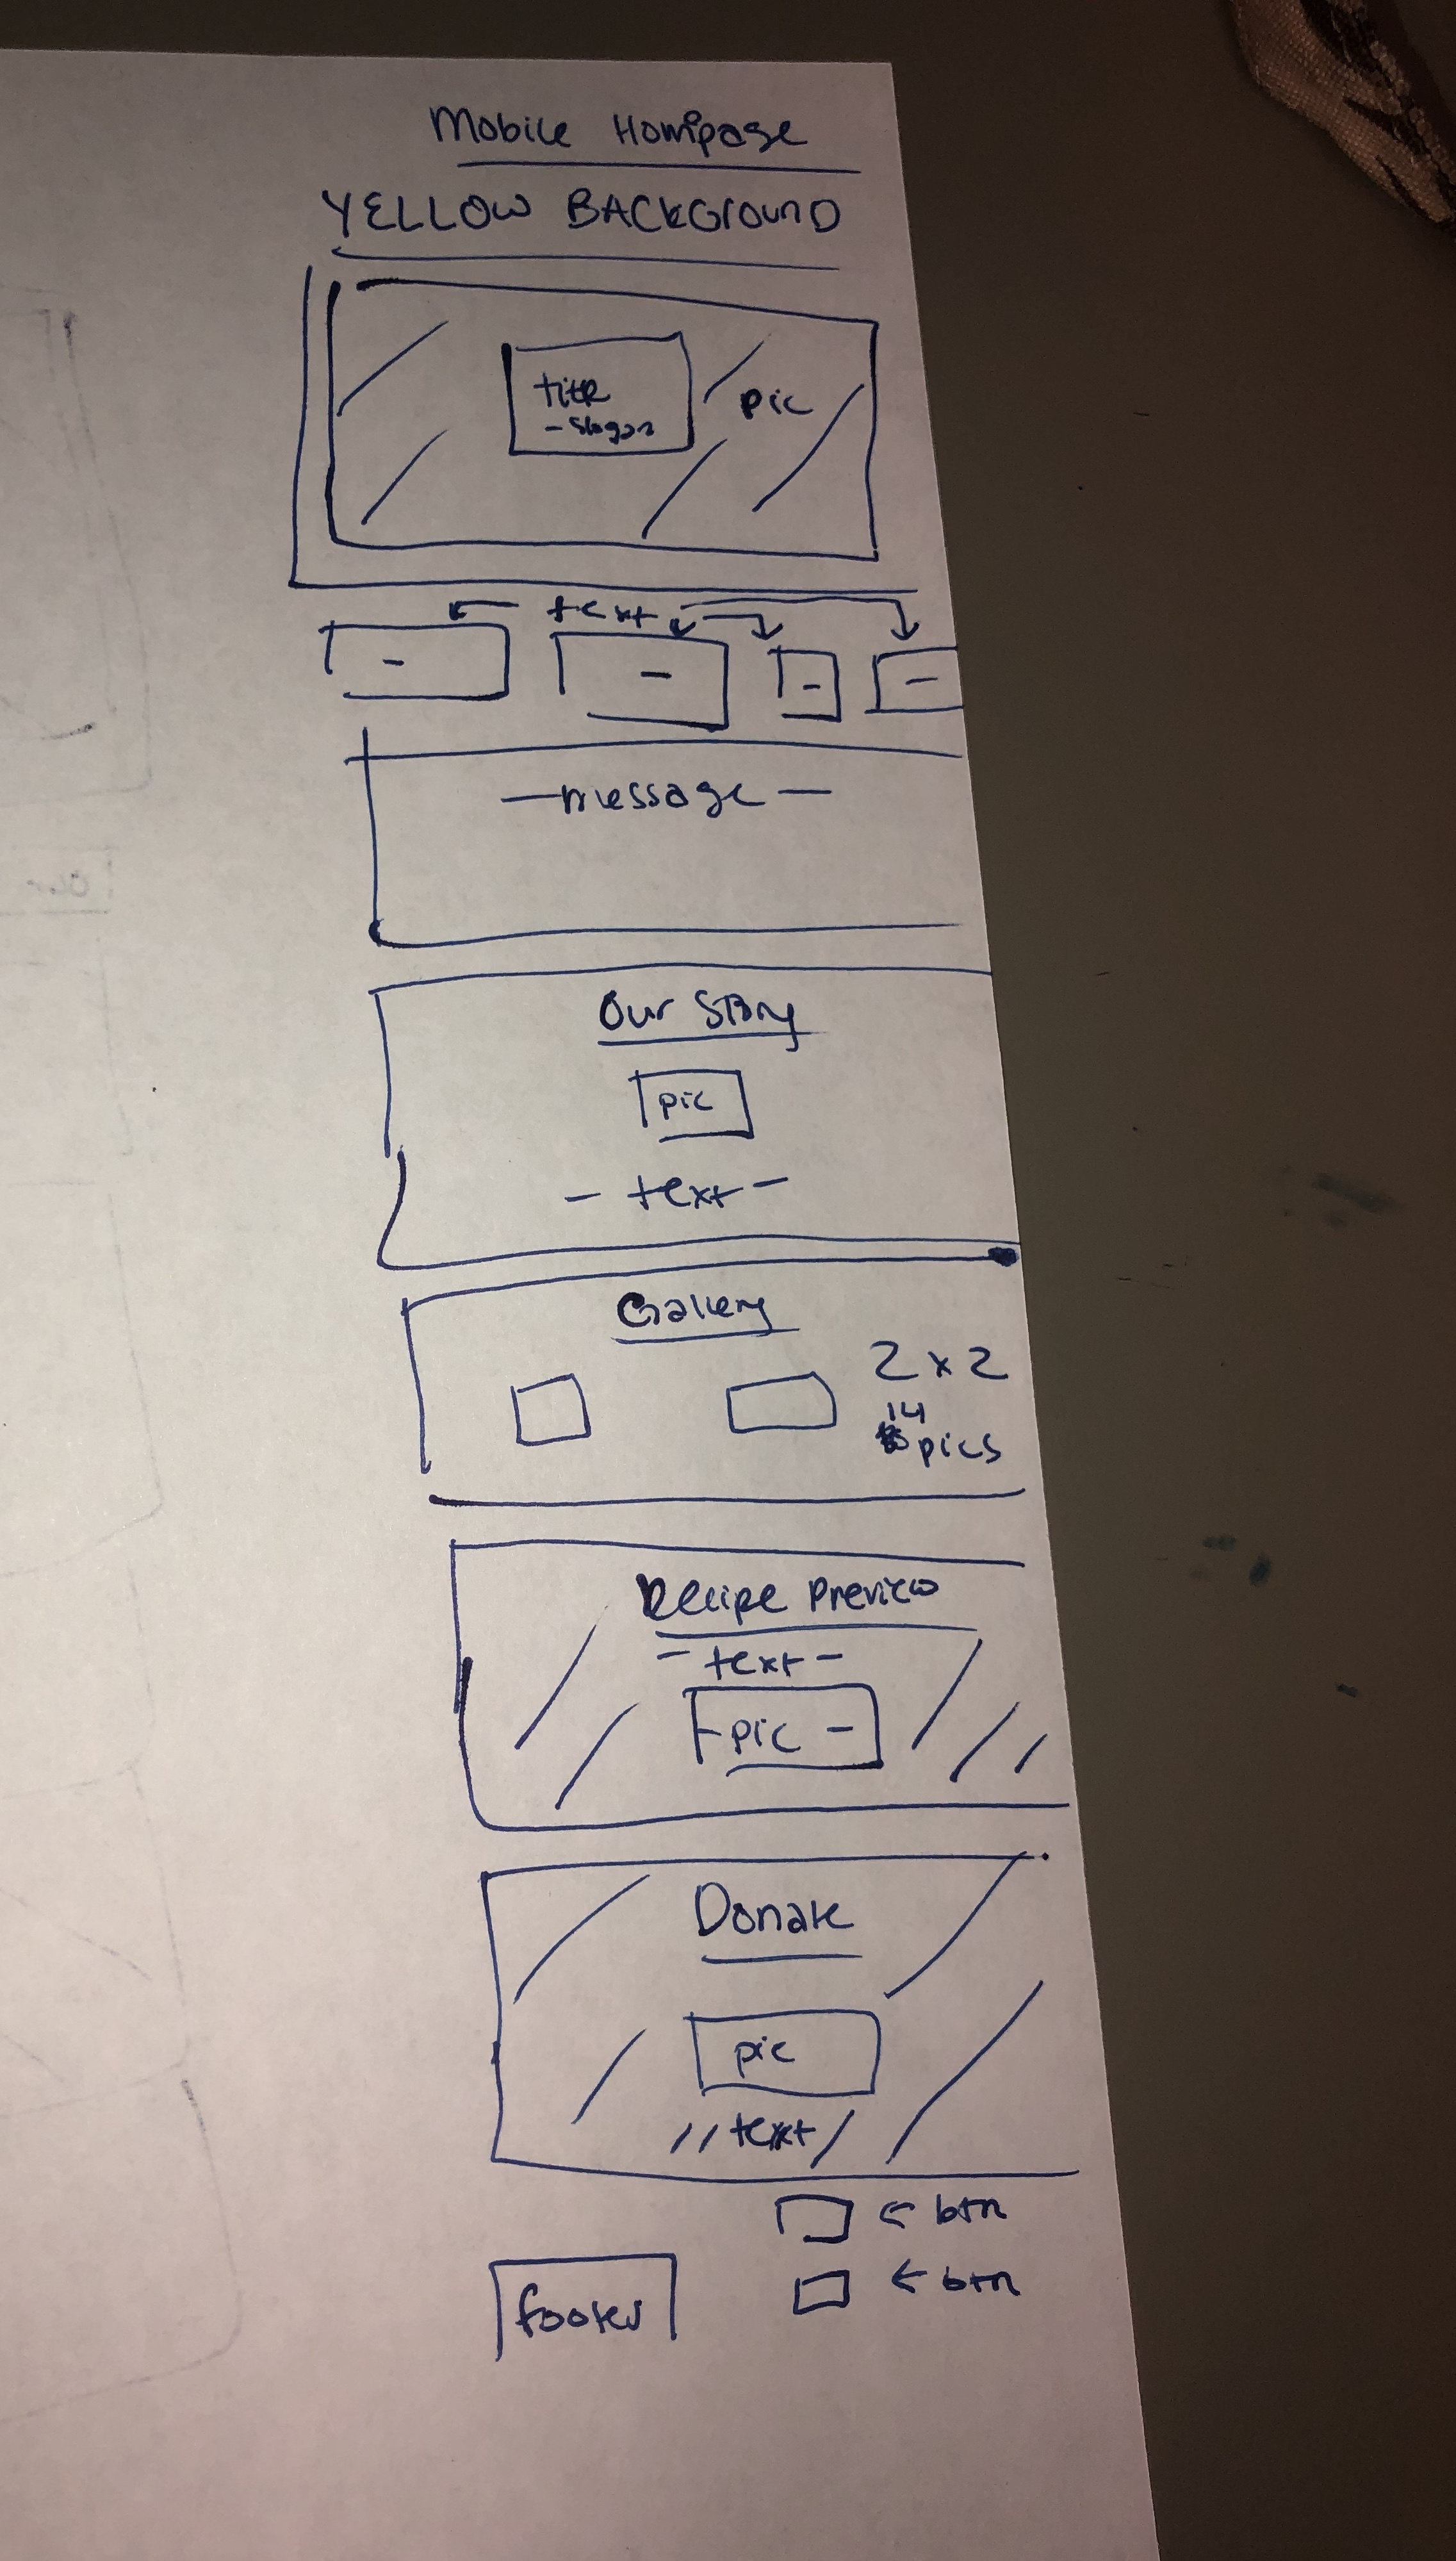 Mobile Homepage
YELLOW BACKGROUND
title
- slogan
pic
text
- message -
Our Story
pic
- text -
Gallery
2 x 2
14
pics
Recipe Preview
- text -
- pic -
Donate
pic
// text /
← btn
← btn
footer